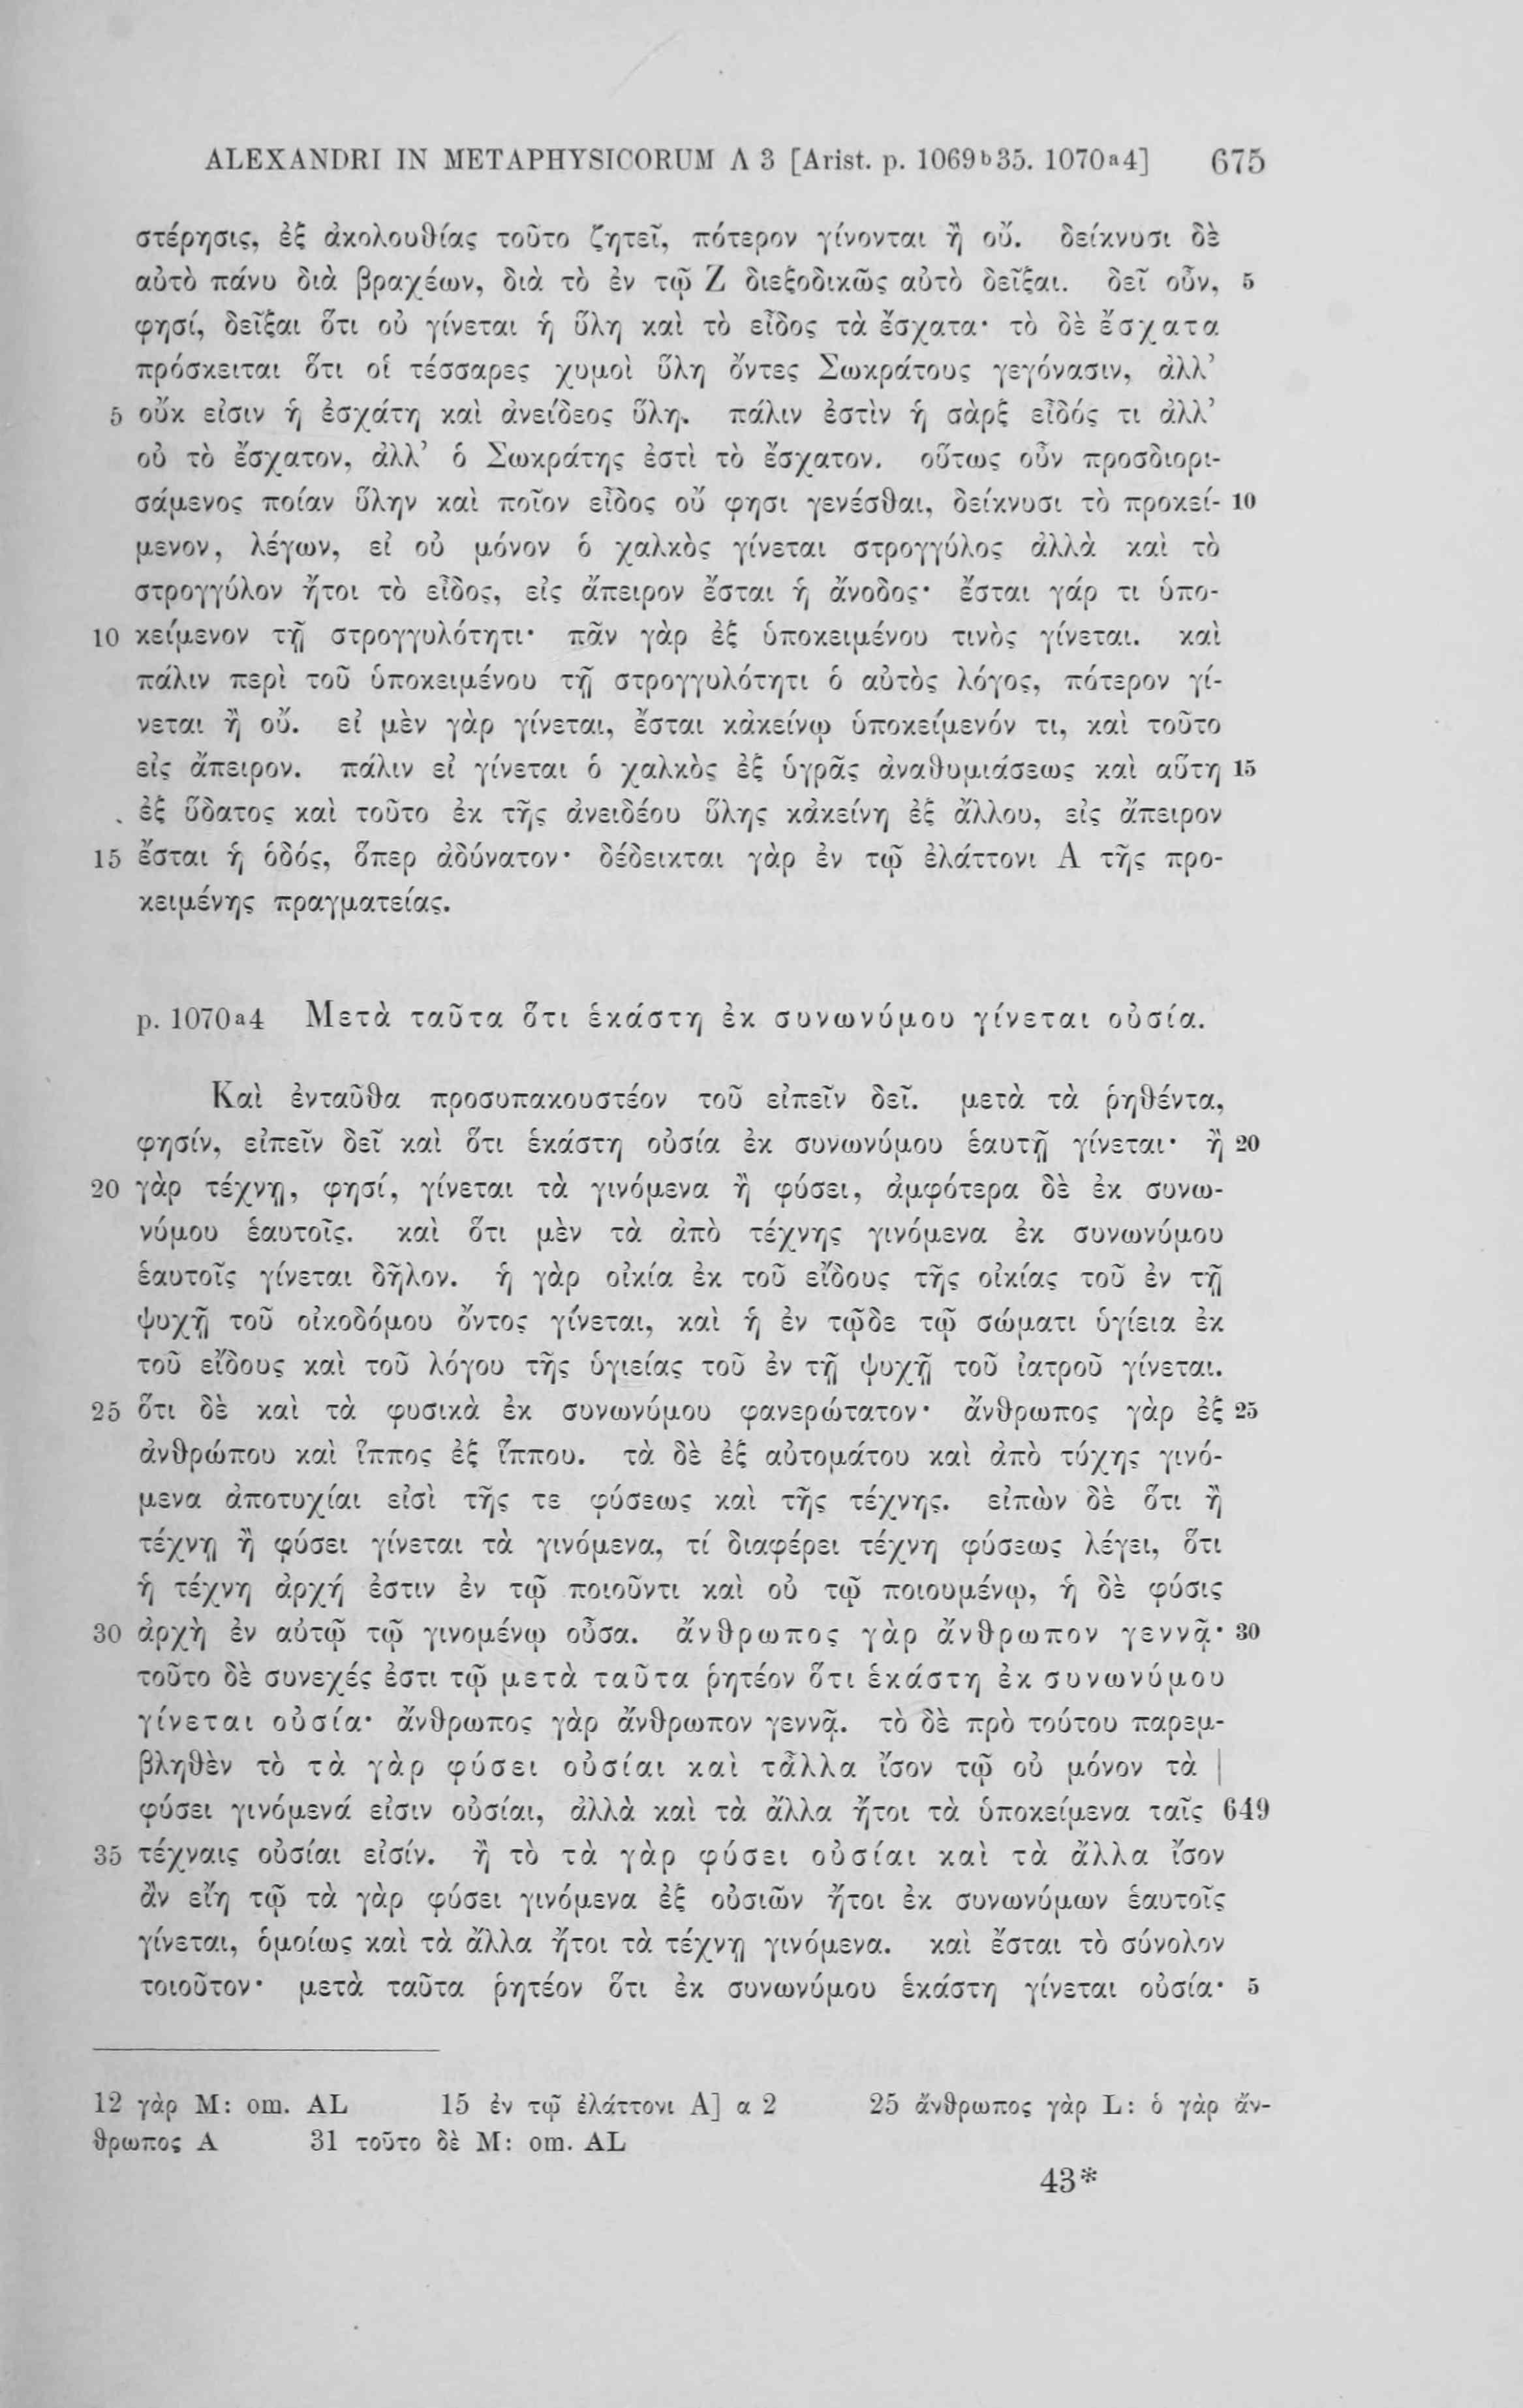 ALEXANDRI IN METAPHYSICORUM Λ 3 [Arist. p. 1069ᵇ35. 1070ᵃ4] 675
στέρησις, ἐξ ἀκολουθίας τοῦτο ζητεῖ, πότερον γίνονται ἢ οὔ. δείκνυσι δὲ
αὐτὸ πάνυ διὰ βραχέων, διὰ τὸ ἐν τῷ Ζ διεξοδικῶς αὐτὸ δεῖξαι. δεῖ οὖν, 5
φησί, δεῖξαι ὅτι οὐ γίνεται ἡ ὕλη καὶ τὸ εἶδος τὰ ἔσχατα· τὸ δὲ ἔσχατα
πρόσκειται ὅτι οἱ τέσσαρες χυμοὶ ὕλη ὄντες Σωκράτους γεγόνασιν, ἀλλ’
5 οὔκ εἰσιν ἡ ἐσχάτη καὶ ἀνείδεος ὕλη. πάλιν ἐστὶν ἡ σὰρξ εἶδός τι ἀλλ’
οὐ τὸ ἔσχατον, ἀλλ’ ὁ Σωκράτης ἐστὶ τὸ ἔσχατον. οὕτως οὖν προσδιορι-
σάμενος ποίαν ὕλην καὶ ποῖον εἶδος οὔ φησι γενέσθαι, δείκνυσι τὸ προκεί- 10
μενον, λέγων, εἰ οὐ μόνον ὁ χαλκὸς γίνεται στρογγύλος ἀλλὰ καὶ τὸ
στρογγύλον ἤτοι τὸ εἶδος, εἰς ἄπειρον ἔσται ἡ ἄνοδος· ἔσται γάρ τι ὑπο-
10 κείμενον τῇ στρογγυλότητι· πᾶν γὰρ ἐξ ὑποκειμένου τινὸς γίνεται. καὶ
πάλιν περὶ τοῦ ὑποκειμένου τῇ στρογγυλότητι ὁ αὐτὸς λόγος, πότερον γί-
νεται ἢ οὔ. εἰ μὲν γὰρ γίνεται, ἔσται κἀκείνῳ ὑποκείμενόν τι, καὶ τοῦτο
εἰς ἄπειρον. πάλιν εἰ γίνεται ὁ χαλκὸς ἐξ ὑγρᾶς ἀναθυμιάσεως καὶ αὕτη 15
ἐξ ὕδατος καὶ τοῦτο ἐκ τῆς ἀνειδέου ὕλης κἀκείνη ἐξ ἄλλου, εἰς ἄπειρον
15 ἔσται ἡ ὁδός, ὅπερ ἀδύνατον· δέδεικται γὰρ ἐν τῷ ἐλάττονι Α τῆς προ-
κειμένης πραγματείας.
p. 1070ᵃ4 Μετὰ ταῦτα ὅτι ἑκάστη ἐκ συνωνύμου γίνεται οὐσία.
Καὶ ἐνταῦθα προσυπακουστέον τοῦ εἰπεῖν δεῖ. μετὰ τὰ ῥηθέντα,
φησίν, εἰπεῖν δεῖ καὶ ὅτι ἑκάστη οὐσία ἐκ συνωνύμου ἑαυτῇ γίνεται· ἢ 20
20 γὰρ τέχνῃ, φησί, γίνεται τὰ γινόμενα ἢ φύσει, ἀμφότερα δὲ ἐκ συνω-
νύμου ἑαυτοῖς. καὶ ὅτι μὲν τὰ ἀπὸ τέχνης γινόμενα ἐκ συνωνύμου
ἑαυτοῖς γίνεται δῆλον. ἡ γὰρ οἰκία ἐκ τοῦ εἴδους τῆς οἰκίας τοῦ ἐν τῇ
ψυχῇ τοῦ οἰκοδόμου ὄντος γίνεται, καὶ ἡ ἐν τῷδε τῷ σώματι ὑγίεια ἐκ
τοῦ εἴδους καὶ τοῦ λόγου τῆς ὑγιείας τοῦ ἐν τῇ ψυχῇ τοῦ ἰατροῦ γίνεται.
25 ὅτι δὲ καὶ τὰ φυσικὰ ἐκ συνωνύμου φανερώτατον· ἄνθρωπος γὰρ ἐξ 25
ἀνθρώπου καὶ ἵππος ἐξ ἵππου. τὰ δὲ ἐξ αὐτομάτου καὶ ἀπὸ τύχης γινό-
μενα ἀποτυχίαι εἰσὶ τῆς τε φύσεως καὶ τῆς τέχνης. εἰπὼν δὲ ὅτι ἢ
τέχνῃ ἢ φύσει γίνεται τὰ γινόμενα, τί διαφέρει τέχνη φύσεως λέγει, ὅτι
ἡ τέχνη ἀρχή ἐστιν ἐν τῷ ποιοῦντι καὶ οὐ τῷ ποιουμένῳ, ἡ δὲ φύσις
30 ἀρχὴ ἐν αὐτῷ τῷ γινομένῳ οὖσα. ἄνθρωπος γὰρ ἄνθρωπον γεννᾷ· 30
τοῦτο δὲ συνεχές ἐστι τῷ μετὰ ταῦτα ῥητέον ὅτι ἑκάστη ἐκ συνωνύμου
γίνεται οὐσία· ἄνθρωπος γὰρ ἄνθρωπον γεννᾷ. τὸ δὲ πρὸ τούτου παρεμ-
βληθὲν τὸ τὰ γὰρ φύσει οὐσίαι καὶ τἆλλα ἴσον τῷ οὐ μόνον τὰ |
φύσει γινόμενά εἰσιν οὐσίαι, ἀλλὰ καὶ τὰ ἄλλα ἤτοι τὰ ὑποκείμενα ταῖς 649
35 τέχναις οὐσίαι εἰσίν. ἢ τὸ τὰ γὰρ φύσει οὐσίαι καὶ τὰ ἄλλα ἴσον
ἂν εἴη τῷ τὰ γὰρ φύσει γινόμενα ἐξ οὐσιῶν ἤτοι ἐκ συνωνύμων ἑαυτοῖς
γίνεται, ὁμοίως καὶ τὰ ἄλλα ἤτοι τὰ τέχνῃ γινόμενα. καὶ ἔσται τὸ σύνολον
τοιοῦτον· μετὰ ταῦτα ῥητέον ὅτι ἐκ συνωνύμου ἑκάστη γίνεται οὐσία· 5
12 γὰρ M: om. AL 15 ἐν τῷ ἐλάττονι Α] α 2 25 ἄνθρωπος γὰρ L: ὁ γὰρ ἄν-
θρωπος A 31 τοῦτο δὲ M: om. AL
43*